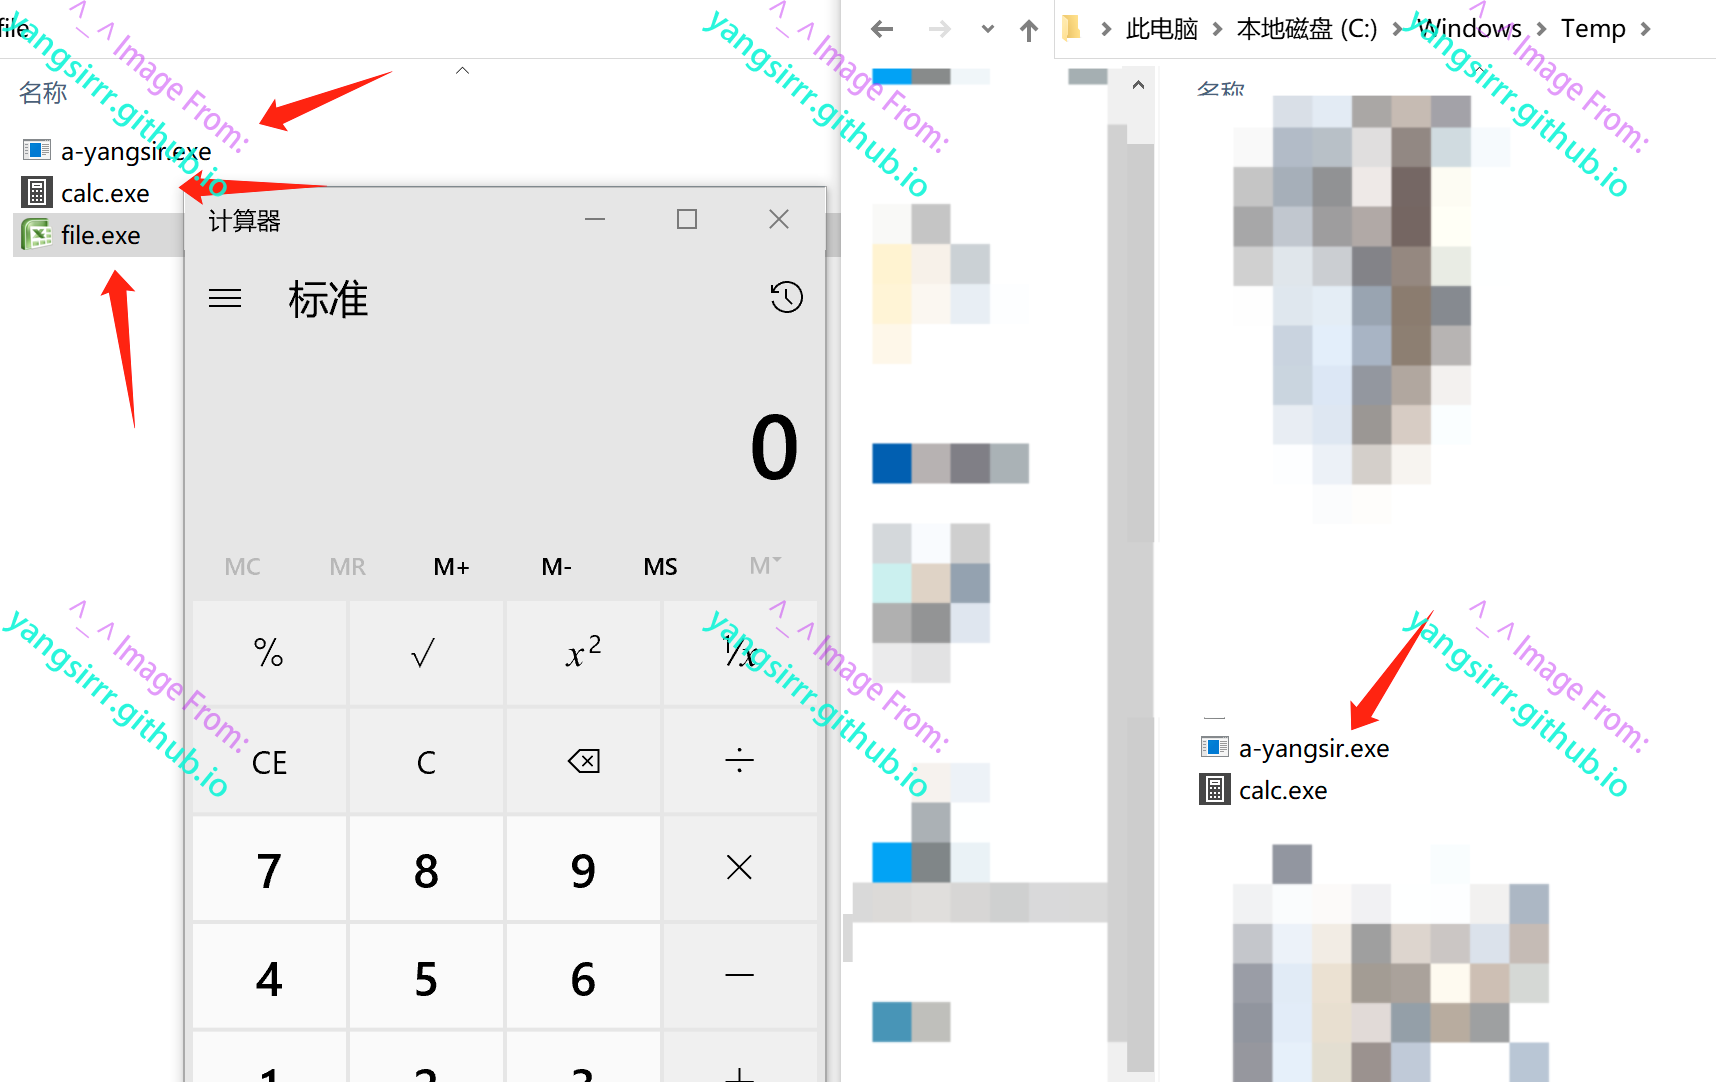 file
名称
a-yangsir.exe
calc.exe
file.exe
计算器
标准
0
MC MR M+ M- MS M
% √ x² ¹/x
CE C ÷
7 8 9 ×
4 5 6 −
1 2 3 +
此电脑 本地磁盘 (C:) Windows Temp
名称
a-yangsir.exe
calc.exe
^_^ Image From:
yangsirrr.github.io
^_^ Image From:
yangsirrr.github.io
^_^ Image From:
yangsirrr.github.io
^_^ Image From:
yangsirrr.github.io
^_^ Image From:
yangsirrr.github.io
^_^ Image From:
yangsirrr.github.io